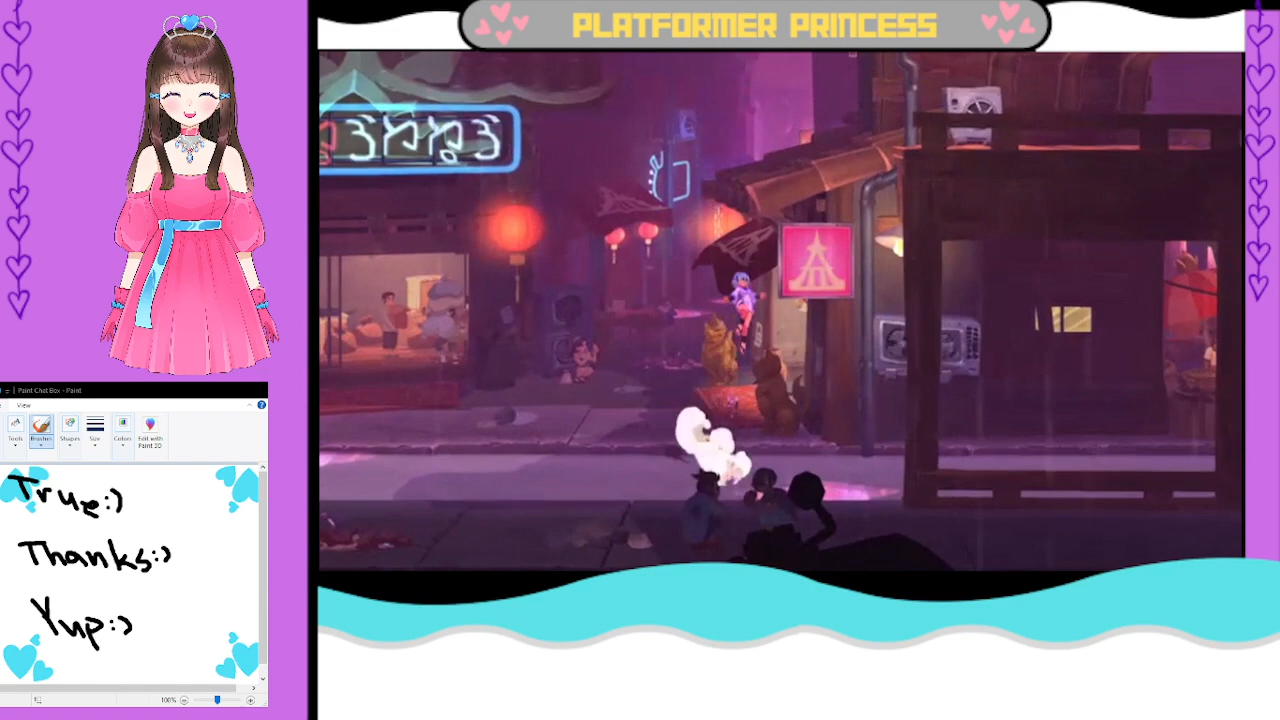 PLATFORMER PRINCESS
Paint Chat Box - Paint
View
Tools
Brushes
Shapes
Size
Colors
Edit with
Paint 3D
True:)
Thanks:)
Yup:)
100%